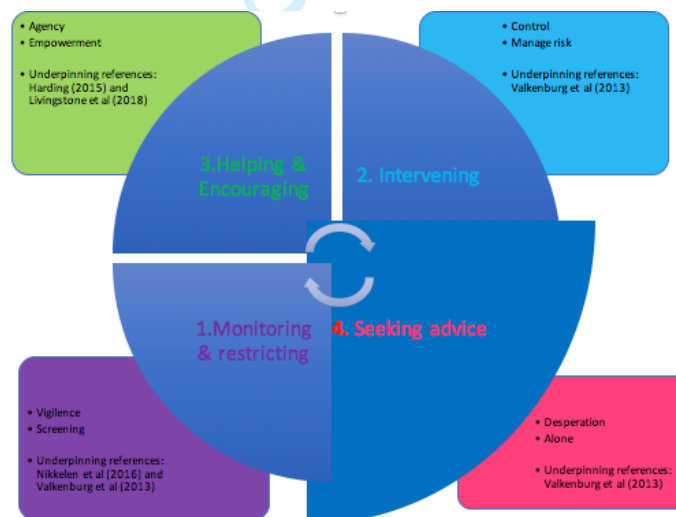 • Agency
• Empowerment
• Underpinning references:
Harding (2015) and
Livingstone et al (2018)
• Control
• Manage risk
• Underpinning references:
Valkenburg et al (2013)
3.Helping &
Encouraging
2. Intervening
1.Monitoring
& restricting
4. Seeking advice
• Vigilence
• Screening
• Underpinning references:
Nikkelen et al (2016) and
Valkenburg et al (2013)
• Desperation
• Alone
• Underpinning references:
Valkenburg et al (2013)